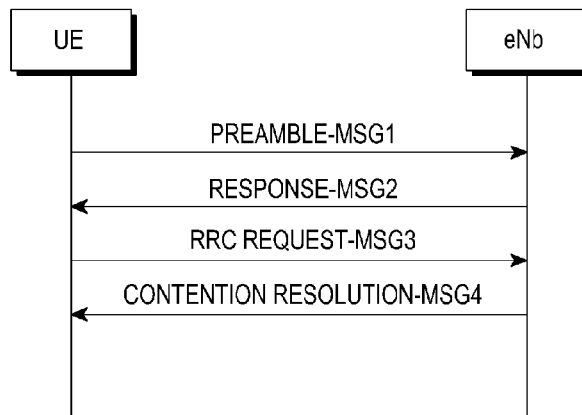 UE
eNb
PREAMBLE-MSG1
RESPONSE-MSG2
RRC REQUEST-MSG3
CONTENTION RESOLUTION-MSG4